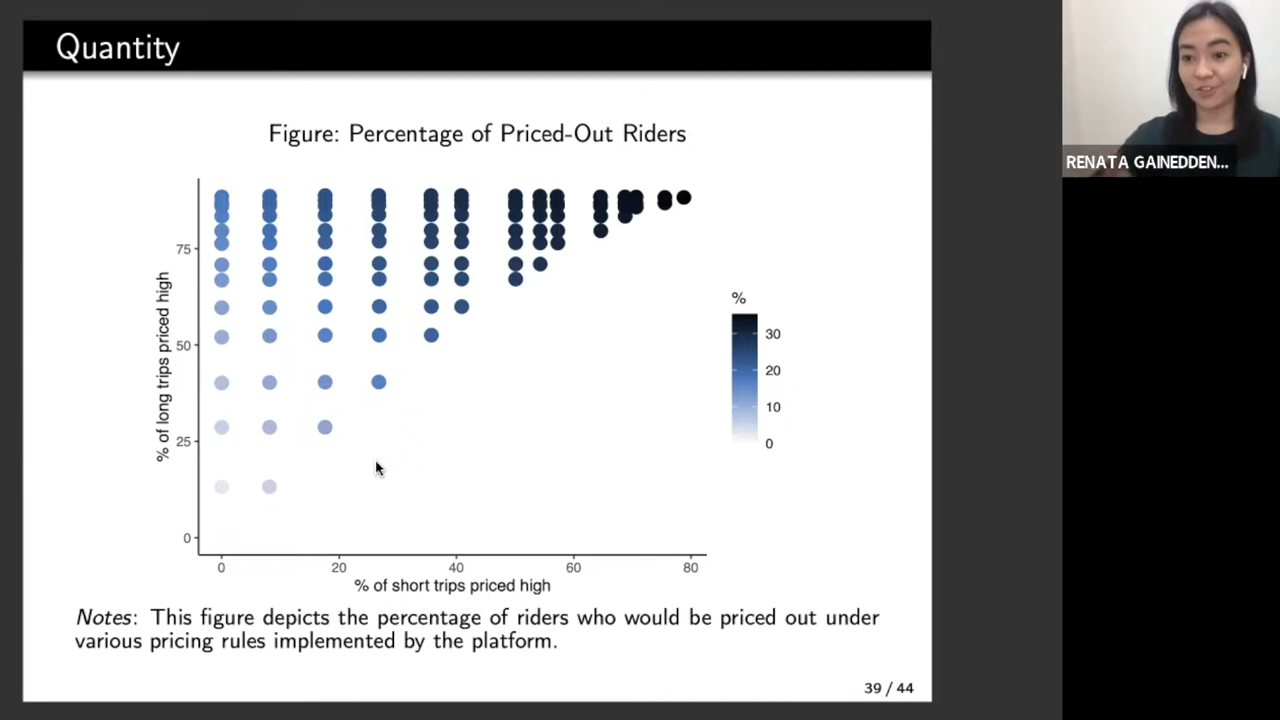 Quantity
Figure: Percentage of Priced-Out Riders
% of long trips priced high
75
50
25
0
0
20
40
60
80
% of short trips priced high
%
30
20
10
0
Notes: This figure depicts the percentage of riders who would be priced out under
various pricing rules implemented by the platform.
39 / 44
RENATA GAINEDDEN...